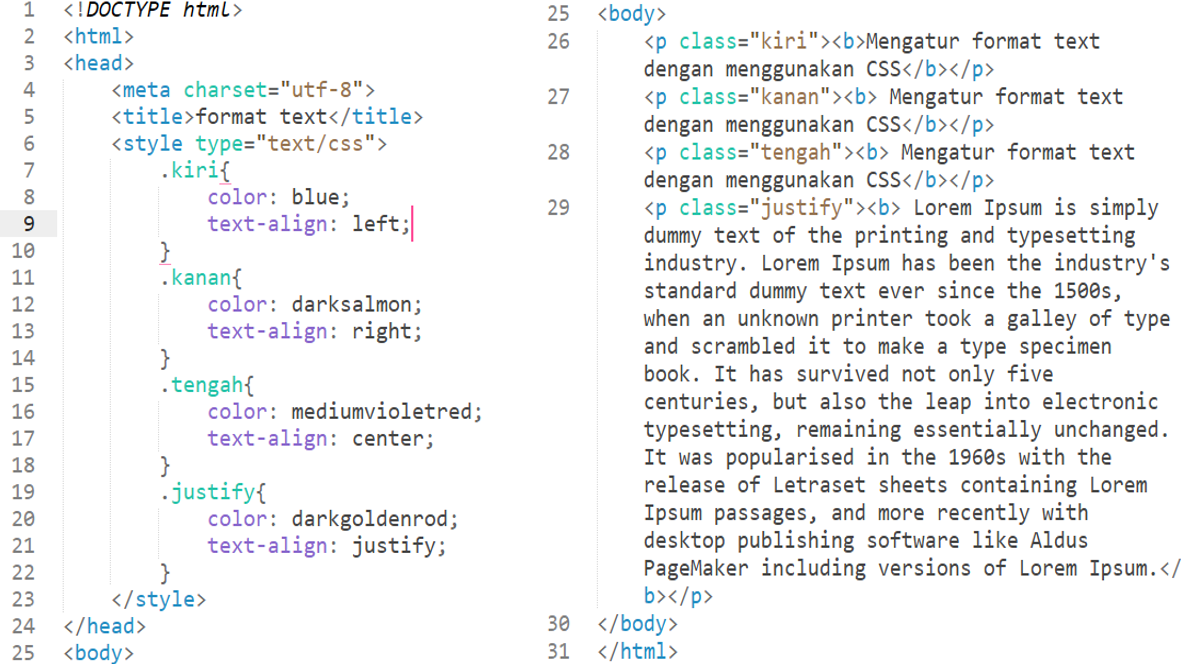 1 <!DOCTYPE html>
2 <html>
3 <head>
4 <meta charset="utf-8">
5 <title>format text</title>
6 <style type="text/css">
7 .kiri{
8 color: blue;
9 text-align: left;
10 }
11 .kanan{
12 color: darksalmon;
13 text-align: right;
14 }
15 .tengah{
16 color: mediumvioletred;
17 text-align: center;
18 }
19 .justify{
20 color: darkgoldenrod;
21 text-align: justify;
22 }
23 </style>
24 </head>
25 <body>
25 <body>
26 <p class="kiri"><b>Mengatur format text
dengan menggunakan CSS</b></p>
27 <p class="kanan"><b> Mengatur format text
dengan menggunakan CSS</b></p>
28 <p class="tengah"><b> Mengatur format text
dengan menggunakan CSS</b></p>
29 <p class="justify"><b> Lorem Ipsum is simply
dummy text of the printing and typesetting
industry. Lorem Ipsum has been the industry's
standard dummy text ever since the 1500s,
when an unknown printer took a galley of type
and scrambled it to make a type specimen
book. It has survived not only five
centuries, but also the leap into electronic
typesetting, remaining essentially unchanged.
It was popularised in the 1960s with the
release of Letraset sheets containing Lorem
Ipsum passages, and more recently with
desktop publishing software like Aldus
PageMaker including versions of Lorem Ipsum.</
b></p>
30 </body>
31 </html>